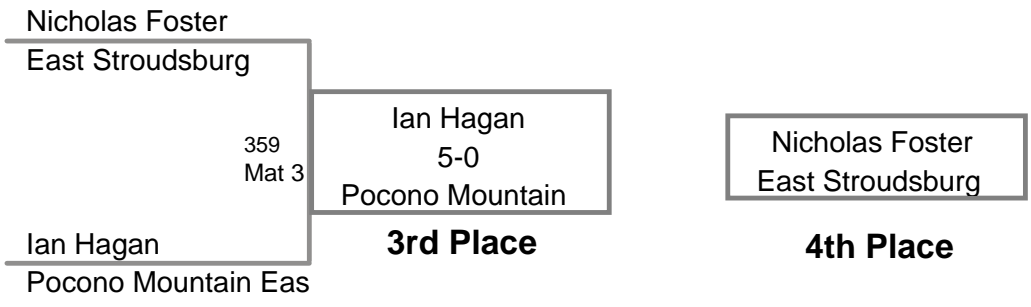 Nicholas Foster
East Stroudsburg
359
Mat 3
Ian Hagan
Pocono Mountain Eas
Ian Hagan
5-0
Pocono Mountain
3rd Place
Nicholas Foster
East Stroudsburg
4th Place